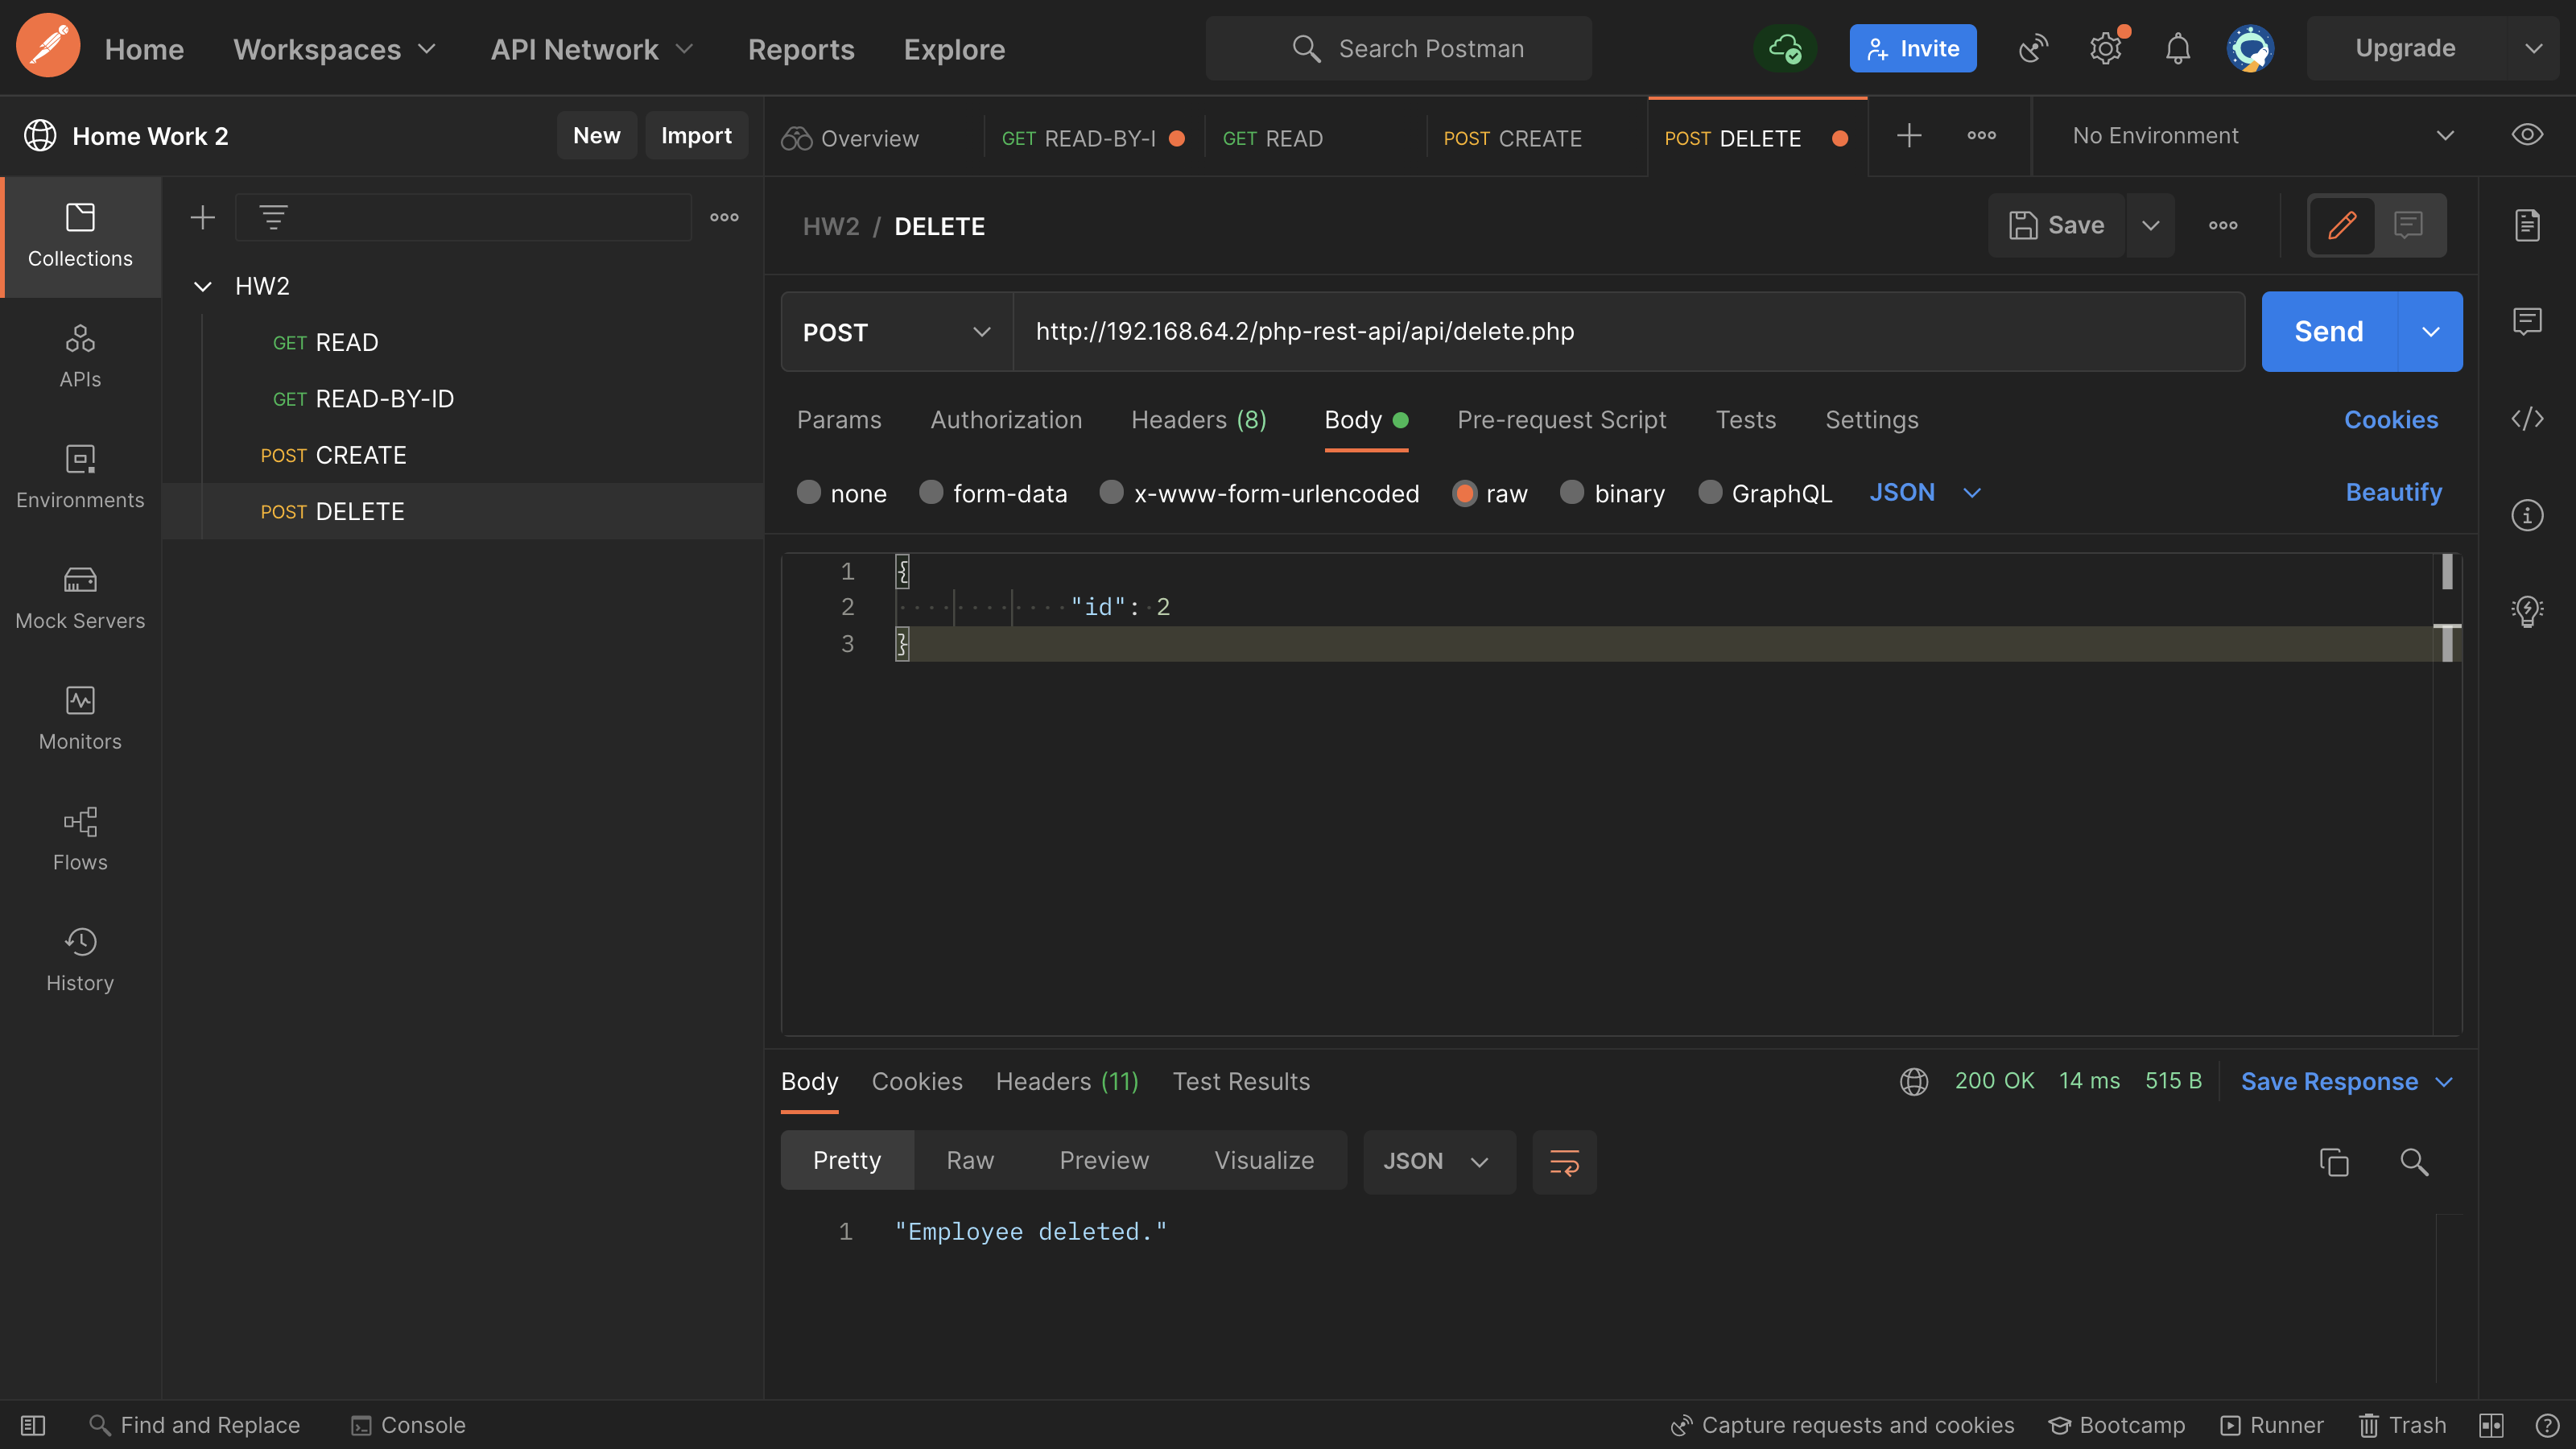 Home Workspaces API Network Reports Explore Search Postman Invite Upgrade
Home Work 2 New Import
Overview GET READ-BY-I GET READ POST CREATE POST DELETE No Environment
Collections
APIs
Environments
Mock Servers
Monitors
Flows
History
HW2
GET READ
GET READ-BY-ID
POST CREATE
POST DELETE
HW2 / DELETE Save
POST http://192.168.64.2/php-rest-api/api/delete.php Send
Params Authorization Headers (8) Body Pre-request Script Tests Settings Cookies
none form-data x-www-form-urlencoded raw binary GraphQL JSON Beautify
1 {
2 "id": 2
3 }
Body Cookies Headers (11) Test Results 200 OK 14 ms 515 B Save Response
Pretty Raw Preview Visualize JSON
1 "Employee deleted."
Find and Replace Console Capture requests and cookies Bootcamp Runner Trash